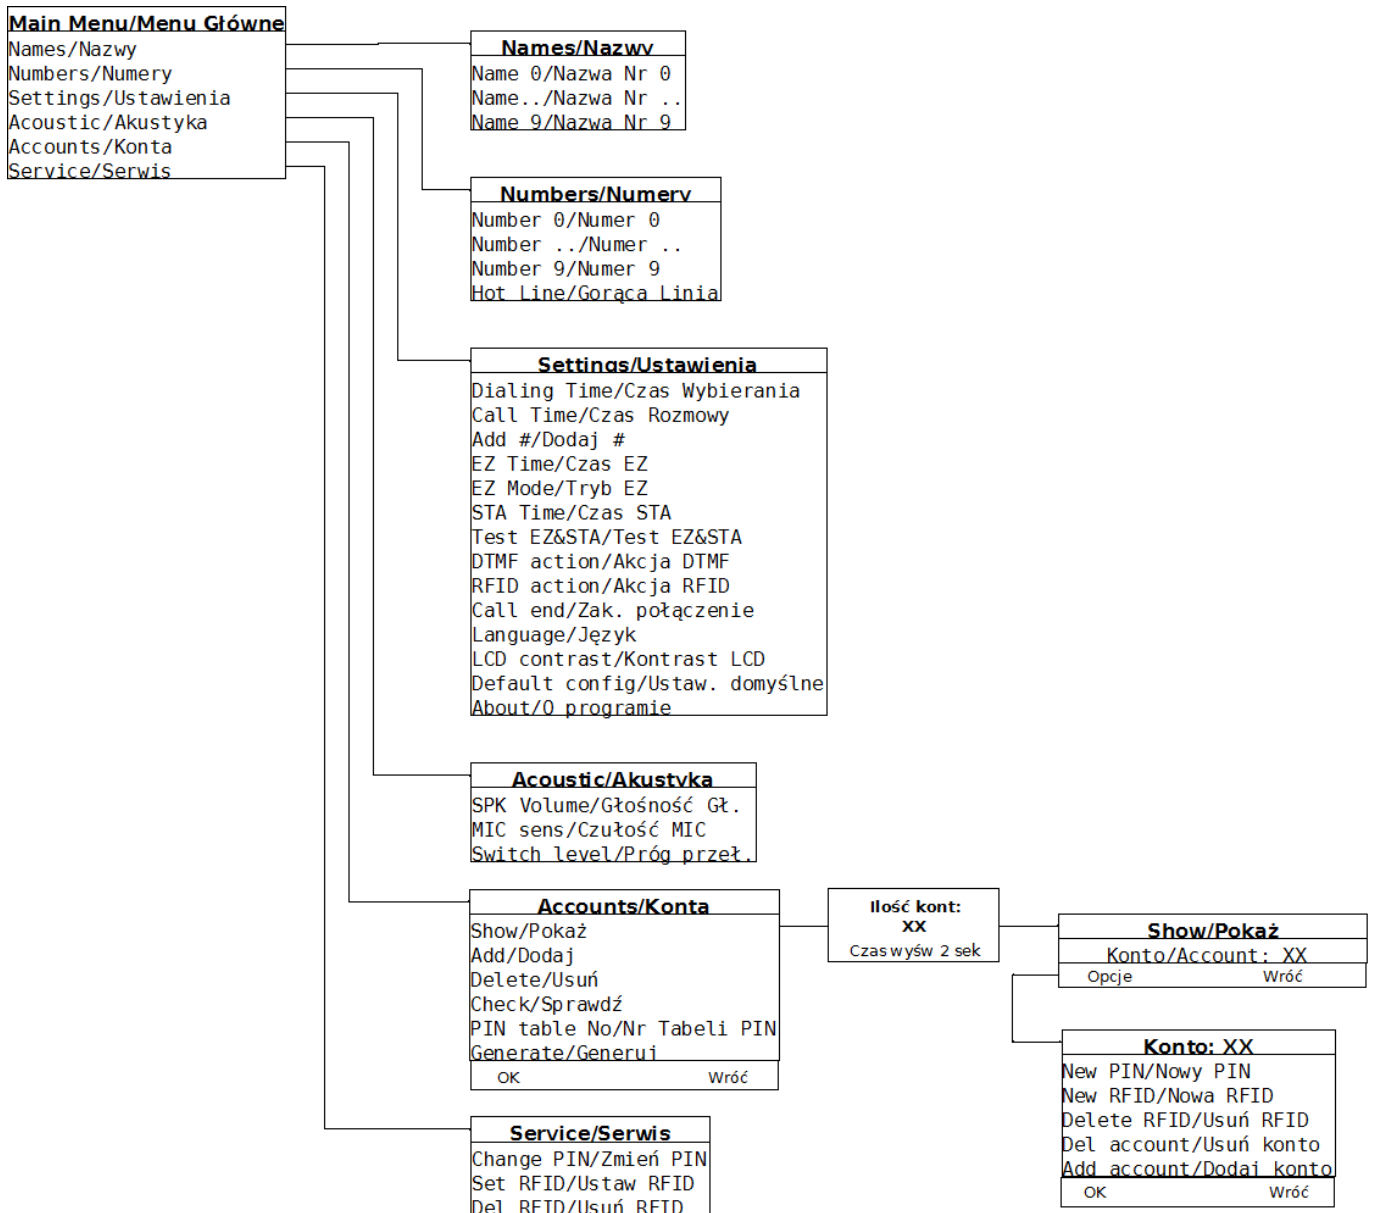 Main Menu/Menu Główne
Names/Nazwy
Numbers/Numery
Settings/Ustawienia
Acoustic/Akustyka
Accounts/Konta
Service/Serwis
Names/Nazwy
Name 0/Nazwa Nr 0
Name../Nazwa Nr ..
Name 9/Nazwa Nr 9
Numbers/Numery
Number 0/Numer 0
Number ../Numer ..
Number 9/Numer 9
Hot Line/Gorąca Linia
Settings/Ustawienia
Dialing Time/Czas Wybierania
Call Time/Czas Rozmowy
Add #/Dodaj #
EZ Time/Czas EZ
EZ Mode/Tryb EZ
STA Time/Czas STA
Test EZ&STA/Test EZ&STA
DTMF action/Akcja DTMF
RFID action/Akcja RFID
Call end/Zak. połączenie
Language/Język
LCD contrast/Kontrast LCD
Default config/Ustaw. domyślne
About/O programie
Acoustic/Akustyka
SPK Volume/Głośność Gł.
MIC sens/Czułość MIC
Switch level/Próg przeł.
Accounts/Konta
Show/Pokaż
Add/Dodaj
Delete/Usuń
Check/Sprawdź
PIN table No/Nr Tabeli PIN
Generate/Generuj
OK Wróć
Ilość kont:
XX
Czas wyśw 2 sek
Show/Pokaż
Konto/Account: XX
Opcje Wróć
Konto: XX
New PIN/Nowy PIN
New RFID/Nowa RFID
Delete RFID/Usuń RFID
Del account/Usuń konto
Add account/Dodaj konto
OK Wróć
Service/Serwis
Change PIN/Zmień PIN
Set RFID/Ustaw RFID
Del RFID/Usuń RFID